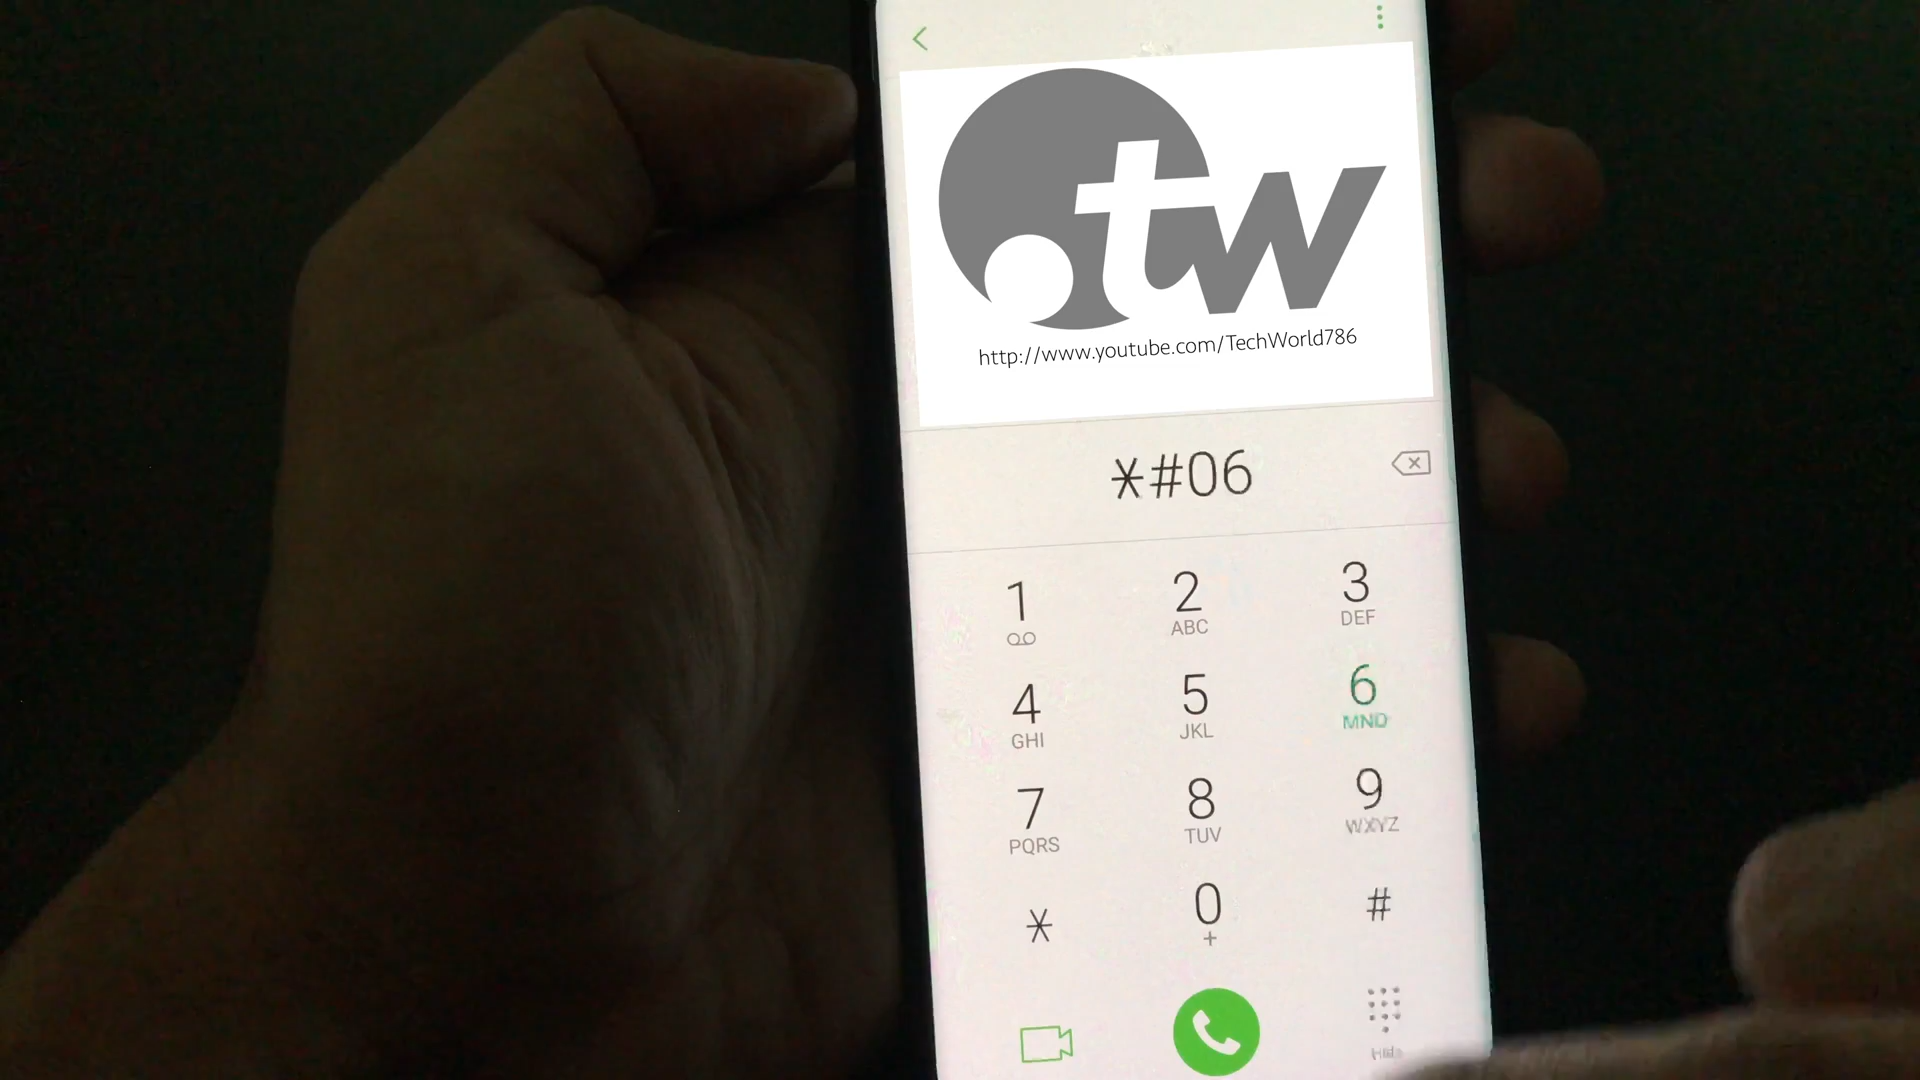 tw
http://www.youtube.com/TechWorld786
*#06
1 2 3
ABC DEF
4 5 6
GHI JKL MNO
7 8 9
PQRS TUV WXYZ
* 0 #
+
Hide